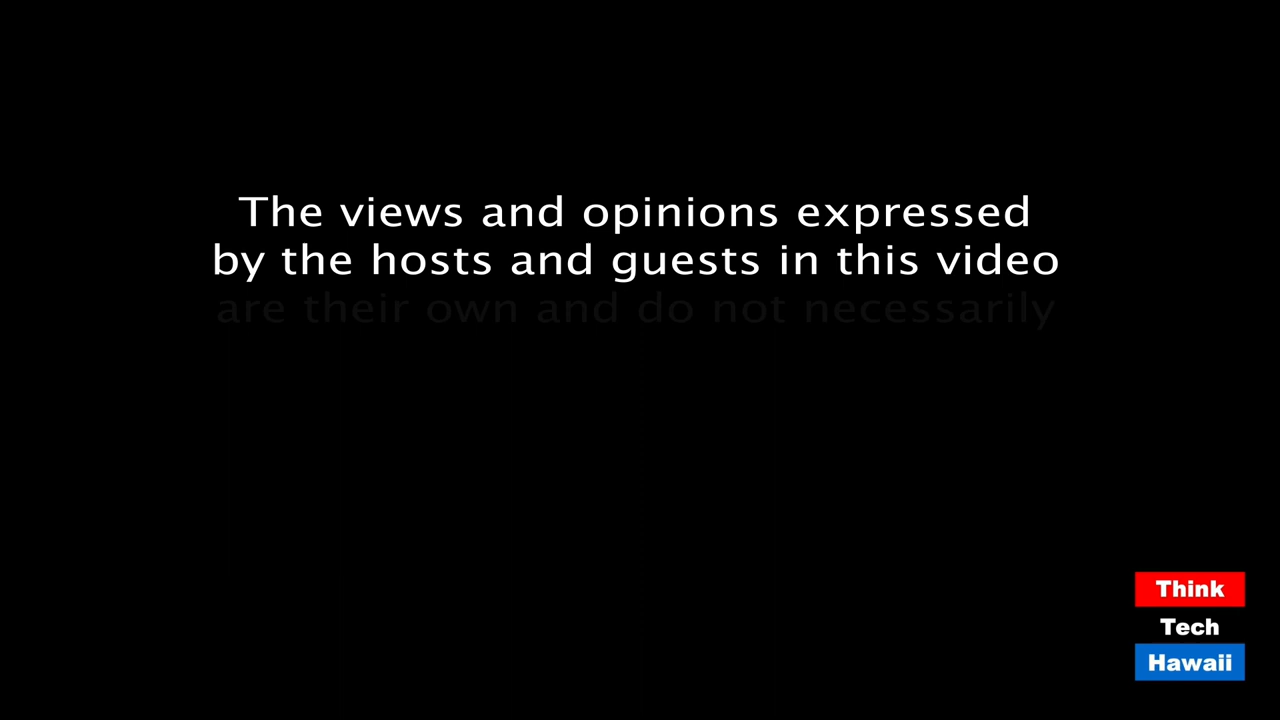 The views and opinions expressed
by the hosts and guests in this video
are their own and do not necessarily
Think
Tech
Hawaii